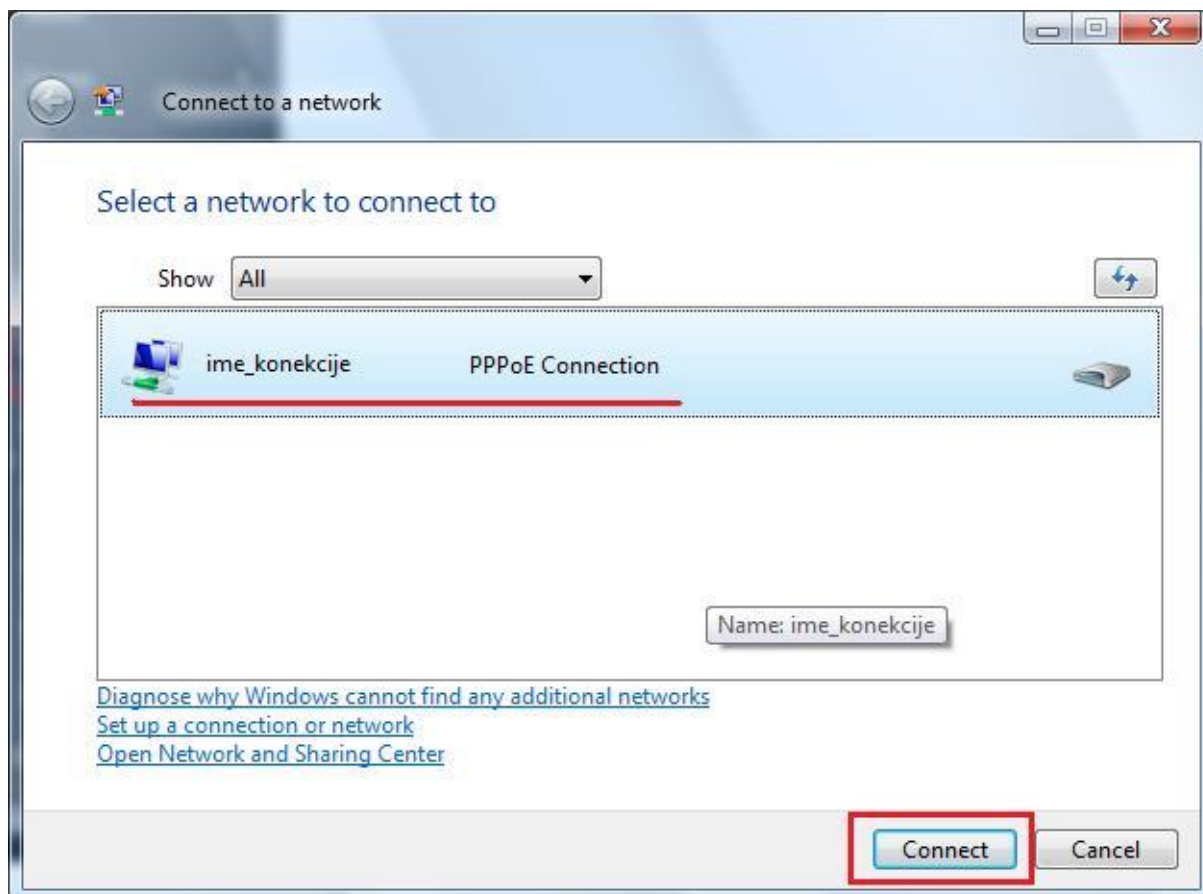 Connect to a network
Select a network to connect to
Show All
ime_konekcije PPPoE Connection
Name: ime_konekcije
Diagnose why Windows cannot find any additional networks
Set up a connection or network
Open Network and Sharing Center
Connect Cancel